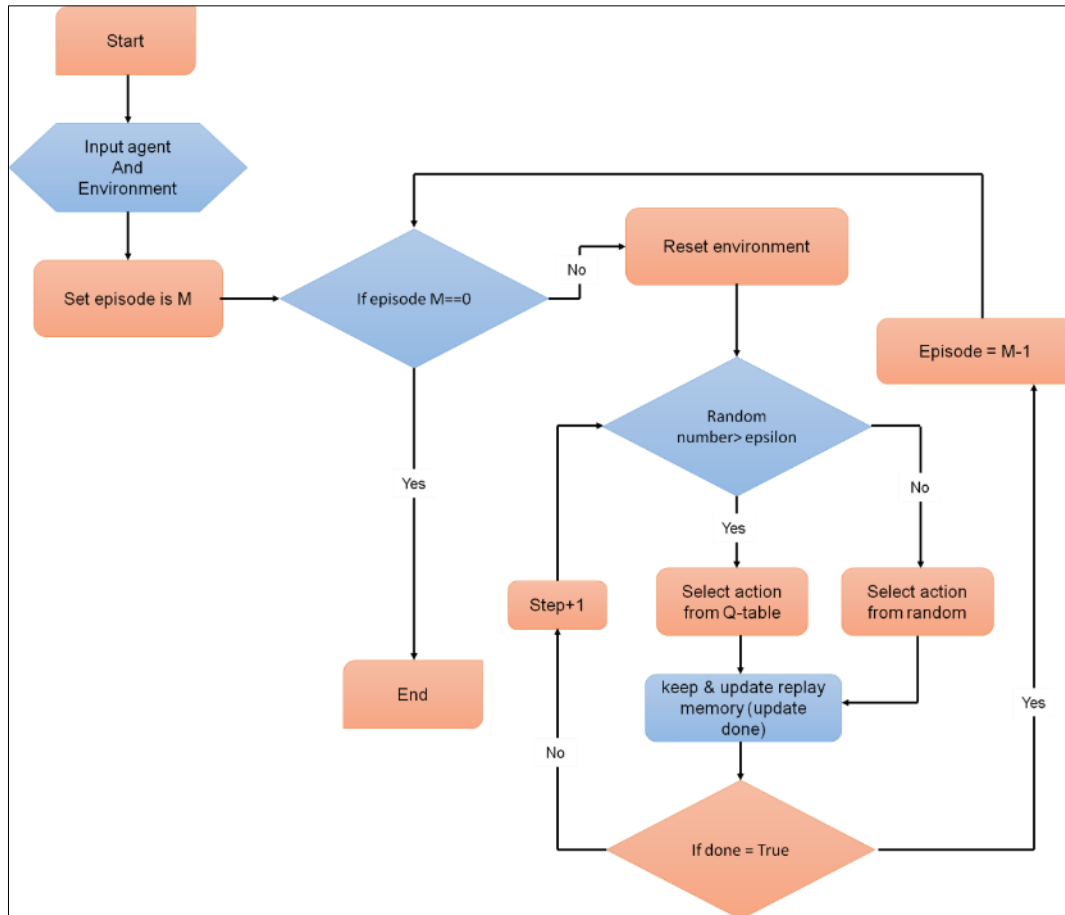 Start
Input agent
And
Environment
Set episode is M
If episode M==0
No
Reset environment
Episode = M-1
Random
number> epsilon
Yes
No
Yes
Step+1
Select action
from Q-table
Select action
from random
End
keep & update replay
memory (update
done)
No
Yes
If done = True